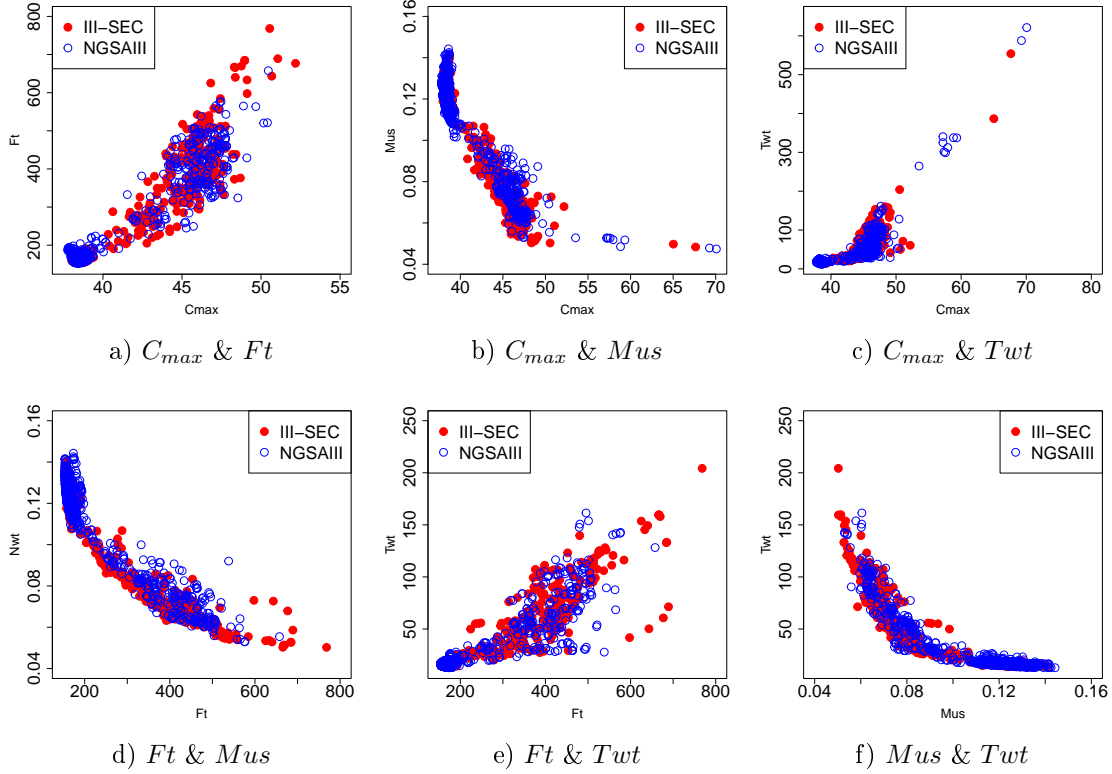 III-SEC
NGSAIII
Ft
200 400 600 800
40 45 50 55
Cmax
a) Cmax & Ft
III-SEC
NGSAIII
Mus
0.04 0.08 0.12 0.16
40 45 50 55 60 65 70
Cmax
b) Cmax & Mus
III-SEC
NGSAIII
Twt
0 100 300 500
40 50 60 70 80
Cmax
c) Cmax & Twt
III-SEC
NGSAIII
Nwt
0.04 0.08 0.12 0.16
200 400 600 800
Ft
d) Ft & Mus
III-SEC
NGSAIII
Twt
50 100 150 200 250
200 400 600 800
Ft
e) Ft & Twt
III-SEC
NGSAIII
Twt
50 100 150 200 250
0.04 0.08 0.12 0.16
Mus
f) Mus & Twt